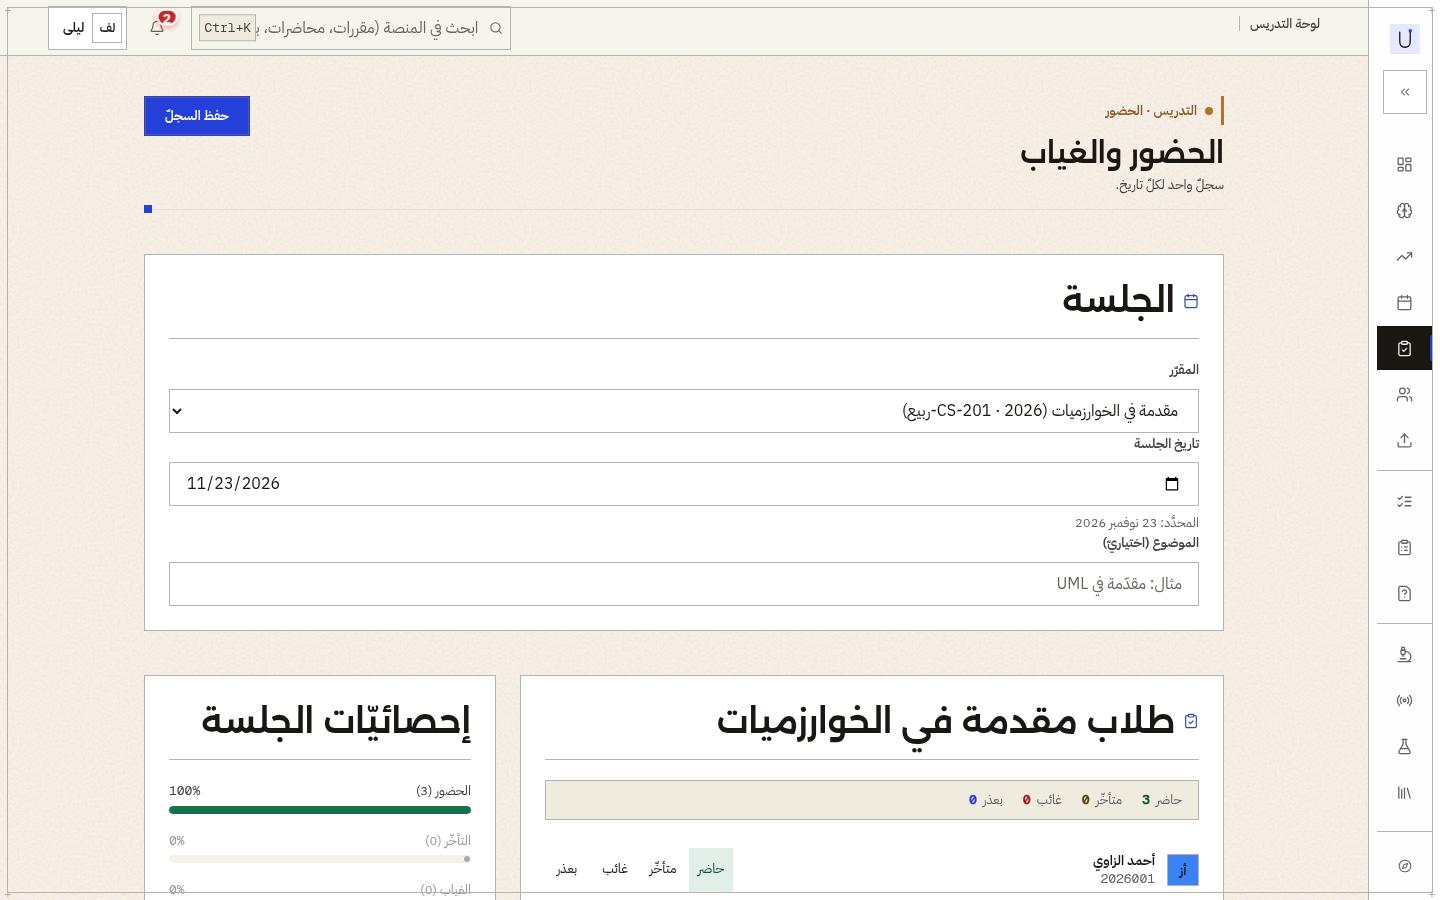 لوحة التدريس
ابحث في المنصة (مقررات، محاضرات، ب
Ctrl+K
2
لف
ليلى
التدريس · الحضور
الحضور والغياب
سجلّ واحد لكلّ تاريخ.
حفظ السجلّ
الجلسة
المقرّر
مقدمة في الخوارزميات (CS-201 · 2026-ربيع)
تاريخ الجلسة
11/23/2026
المحدَّد: 23 نوفمبر 2026
الموضوع (اختياريّ)
مثال: مقدّمة في UML
طلاب مقدمة في الخوارزميات
حاضر 3 متأخّر 0 غائب 0 بعذر 0
أز
أحمد الزاوي
2026001
حاضر
متأخّر
غائب
بعذر
إحصائيّات الجلسة
الحضور (3) 100%
التأخّر (0) 0%
الغياب (0) 0%